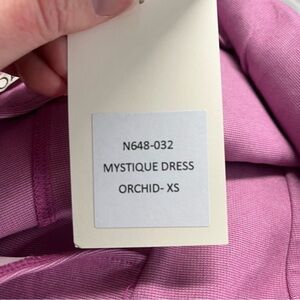 N648-032
MYSTIQUE DRESS
ORCHID- XS